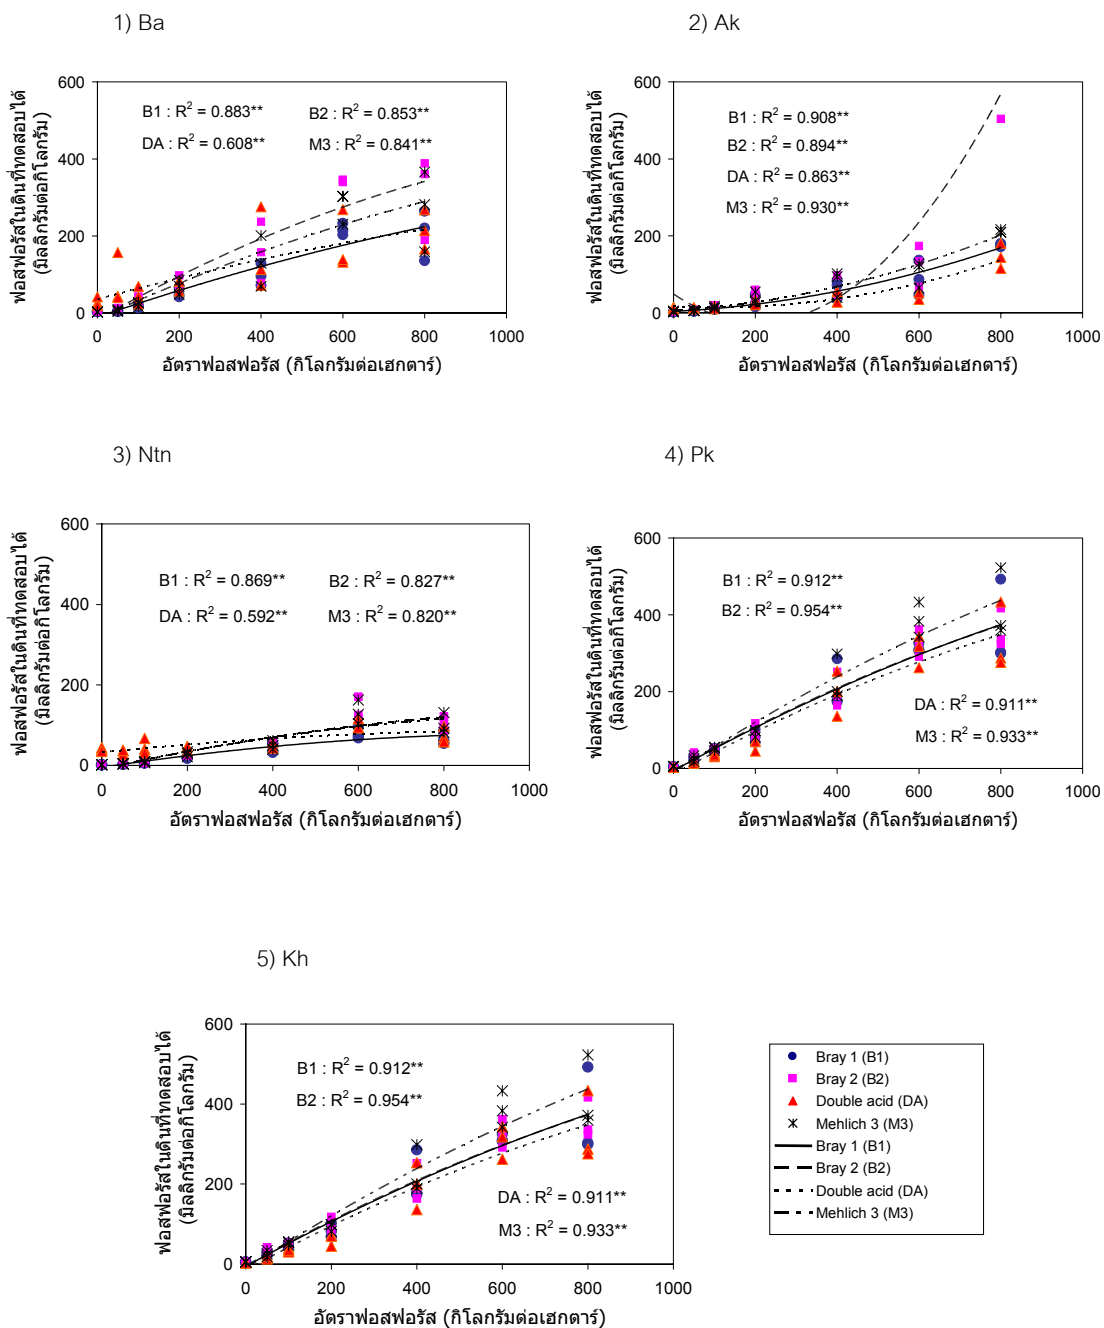 1) Ba
ฟอสฟอรัสในดินที่ทดสอบได้
(มิลลิกรัมต่อกิโลกรัม)
600
400
200
0
B1 : R² = 0.883**
B2 : R² = 0.853**
DA : R² = 0.608**
M3 : R² = 0.841**
0 200 400 600 800 1000
อัตราฟอสฟอรัส (กิโลกรัมต่อเฮกตาร์)
2) Ak
ฟอสฟอรัสในดินที่ทดสอบได้
(มิลลิกรัมต่อกิโลกรัม)
600
400
200
0
B1 : R² = 0.908**
B2 : R² = 0.894**
DA : R² = 0.863**
M3 : R² = 0.930**
0 200 400 600 800 1000
อัตราฟอสฟอรัส (กิโลกรัมต่อเฮกตาร์)
3) Ntn
ฟอสฟอรัสในดินที่ทดสอบได้
(มิลลิกรัมต่อกิโลกรัม)
600
400
200
0
B1 : R² = 0.869**
B2 : R² = 0.827**
DA : R² = 0.592**
M3 : R² = 0.820**
0 200 400 600 800 1000
อัตราฟอสฟอรัส (กิโลกรัมต่อเฮกตาร์)
4) Pk
ฟอสฟอรัสในดินที่ทดสอบได้
(มิลลิกรัมต่อกิโลกรัม)
600
400
200
0
B1 : R² = 0.912**
B2 : R² = 0.954**
DA : R² = 0.911**
M3 : R² = 0.933**
0 200 400 600 800 1000
อัตราฟอสฟอรัส (กิโลกรัมต่อเฮกตาร์)
5) Kh
ฟอสฟอรัสในดินที่ทดสอบได้
(มิลลิกรัมต่อกิโลกรัม)
600
400
200
0
B1 : R² = 0.912**
B2 : R² = 0.954**
DA : R² = 0.911**
M3 : R² = 0.933**
0 200 400 600 800 1000
อัตราฟอสฟอรัส (กิโลกรัมต่อเฮกตาร์)
Bray 1 (B1)
Bray 2 (B2)
Double acid (DA)
Mehlich 3 (M3)
Bray 1 (B1)
Bray 2 (B2)
Double acid (DA)
Mehlich 3 (M3)